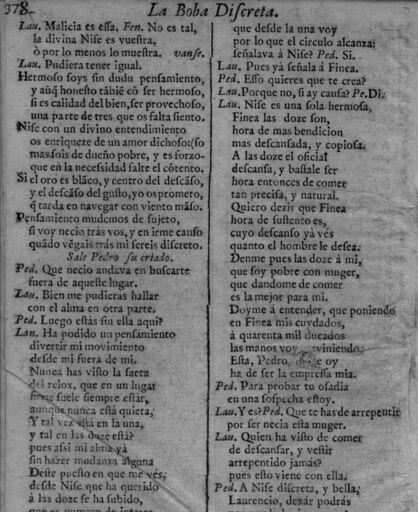 378.
La Boba Discreta.
Lau. Malicia es essa. Fen. No es tal,
la divina Nise es vuestra,
ò por lo menos lo muestra. vanse.
Lau. Pudiera tener igual.
Hermoso soys sin dudu pensamiento,
y aũq̃ honesto tãbiẽ cõ ser hermoso,
si es calidad del bien, ser provechoso,
una parte de tres que os falta siento.
Nise con un divino entendimiento
os enriqueze de un amor dichoso:(so
mas sois de dueño pobre, y es forzo-
que en la necessidad falte el cõtento.
Si el oro es blãco, y centro del descãso,
y el descãso del gusto, yo os prometo,
q̃ tarda en navegar con viento mãso.
Pensamiento mudemos de sujeto,
si voy necio tràs vos, y en irme causo
quãdo vẽgais tràs mi sereis discreto.
Sale Pedro su criado.
Ped. Que necio andava en buscarte
fuera de aqueste lugar.
Lau. Bien me pudieras hallar
con el alma en otra parte.
Ped. Luego estàs sin ella aqui?
Lau. Ha podido un pensamiento
divertir mi movimiento
desde mi fuera de mi.
Nunca has visto la saeta
del relox, que en un lugar
firme suele siempre estàr,
aunque nunca està quieta,
Y tal vez està en la una,
y tal en las doze està?
pues assi mi alma yà
sin hazer mudanza alguna
Deste puesto en que me vès,
desde Nise que ha querido
à las doze se ha subido,
que es numero de interes
que desde la una voy
por lo que el circulo alcanza;
señalava à Nise? Ped. Si.
Lau. Pues yà señala à Finea.
Ped. Esso quieres que te crea?
Lau. Porque no, si ay causa? Pe. Di.
Lau. Nise es una sola hermosa,
Finea las doze son,
hora de mas bendicion
mas descansada, y copiosa.
A las doze el oficial
descansa, y bastale ser
hora entonces de comer
tan precisa, y natural.
Quiero dezir que Finea
hora de sustento es,
cuyo descanso yà vès
quanto el hombre le desea.
Denme pues las doze à mi,
que soy pobre con muger,
que dandome de comer
es la mejor para mi.
Doyme à entender, que poniendo
en Finea mis cuydados,
à quarenta mil ducados
las manos voy previniendo;
Esta, Pedro, desde oy
ha de ser la empressa mia.
Ped. Para probar tu osadia
en una sospecha estoy.
Lau. Y es? Ped. Que te has de arrepentir
por ser necia esta muger.
Lau. Quien ha visto de comer
de descansar, y vestir
arrepentido jamàs?
pues esto viene con ella.
Ped. A Nise discreta, y bella,
Laurencio, dexàr podràs